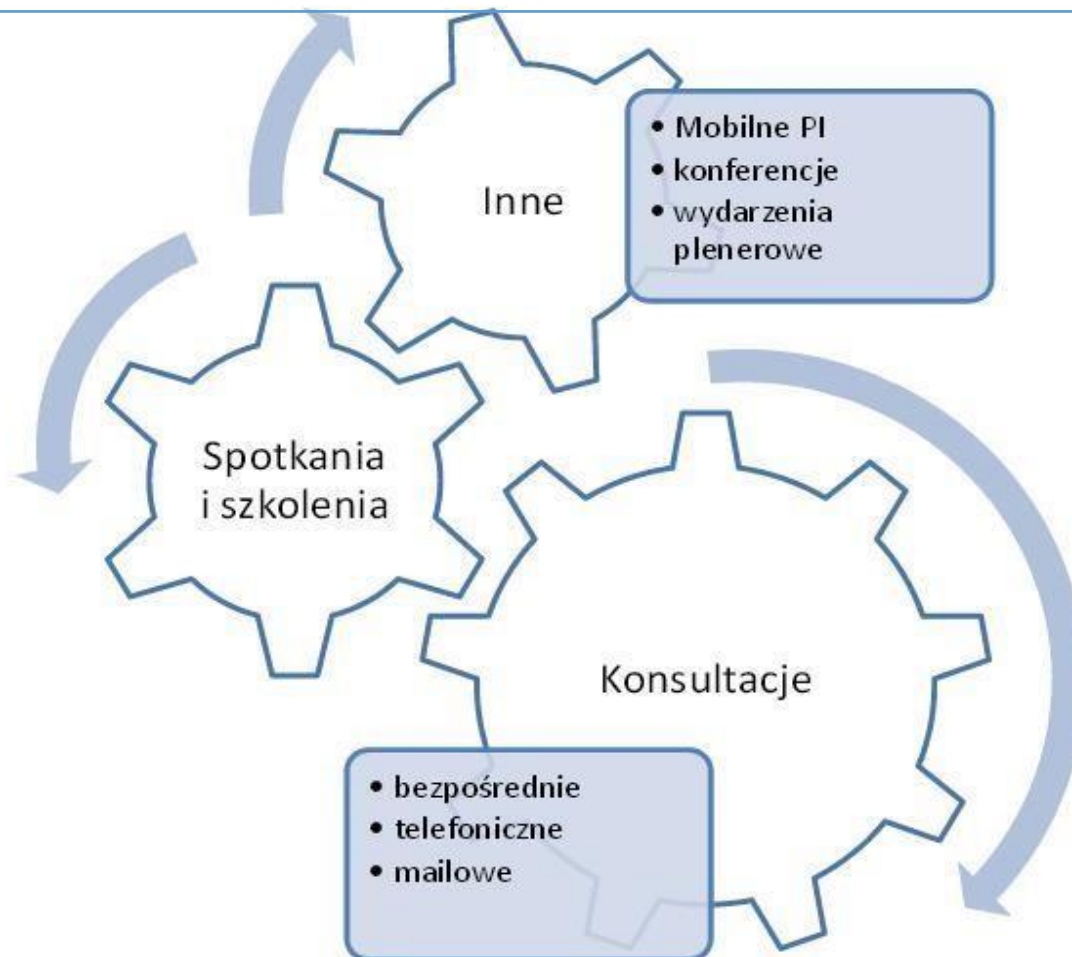 Inne
• Mobilne PI
• konferencje
• wydarzenia
plenerowe
Spotkania
i szkolenia
Konsultacje
• bezpośrednie
• telefoniczne
• mailowe